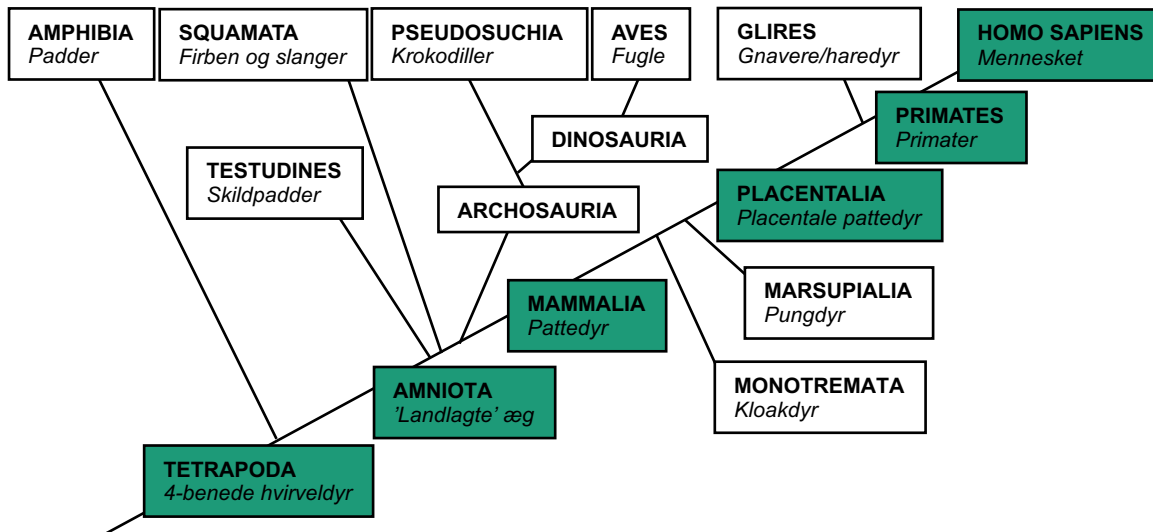 AMPHIBIA
Padder
SQUAMATA
Firben og slanger
PSEUDOSUCHIA
Krokodiller
AVES
Fugle
GLIRES
Gnavere/haredyr
HOMO SAPIENS
Mennesket
PRIMATES
Primater
DINOSAURIA
TESTUDINES
Skildpadder
PLACENTALIA
Placentale pattedyr
ARCHOSAURIA
MAMMALIA
Pattedyr
MARSUPIALIA
Pungdyr
AMNIOTA
’Landlagte’ æg
MONOTREMATA
Kloakdyr
TETRAPODA
4-benede hvirveldyr